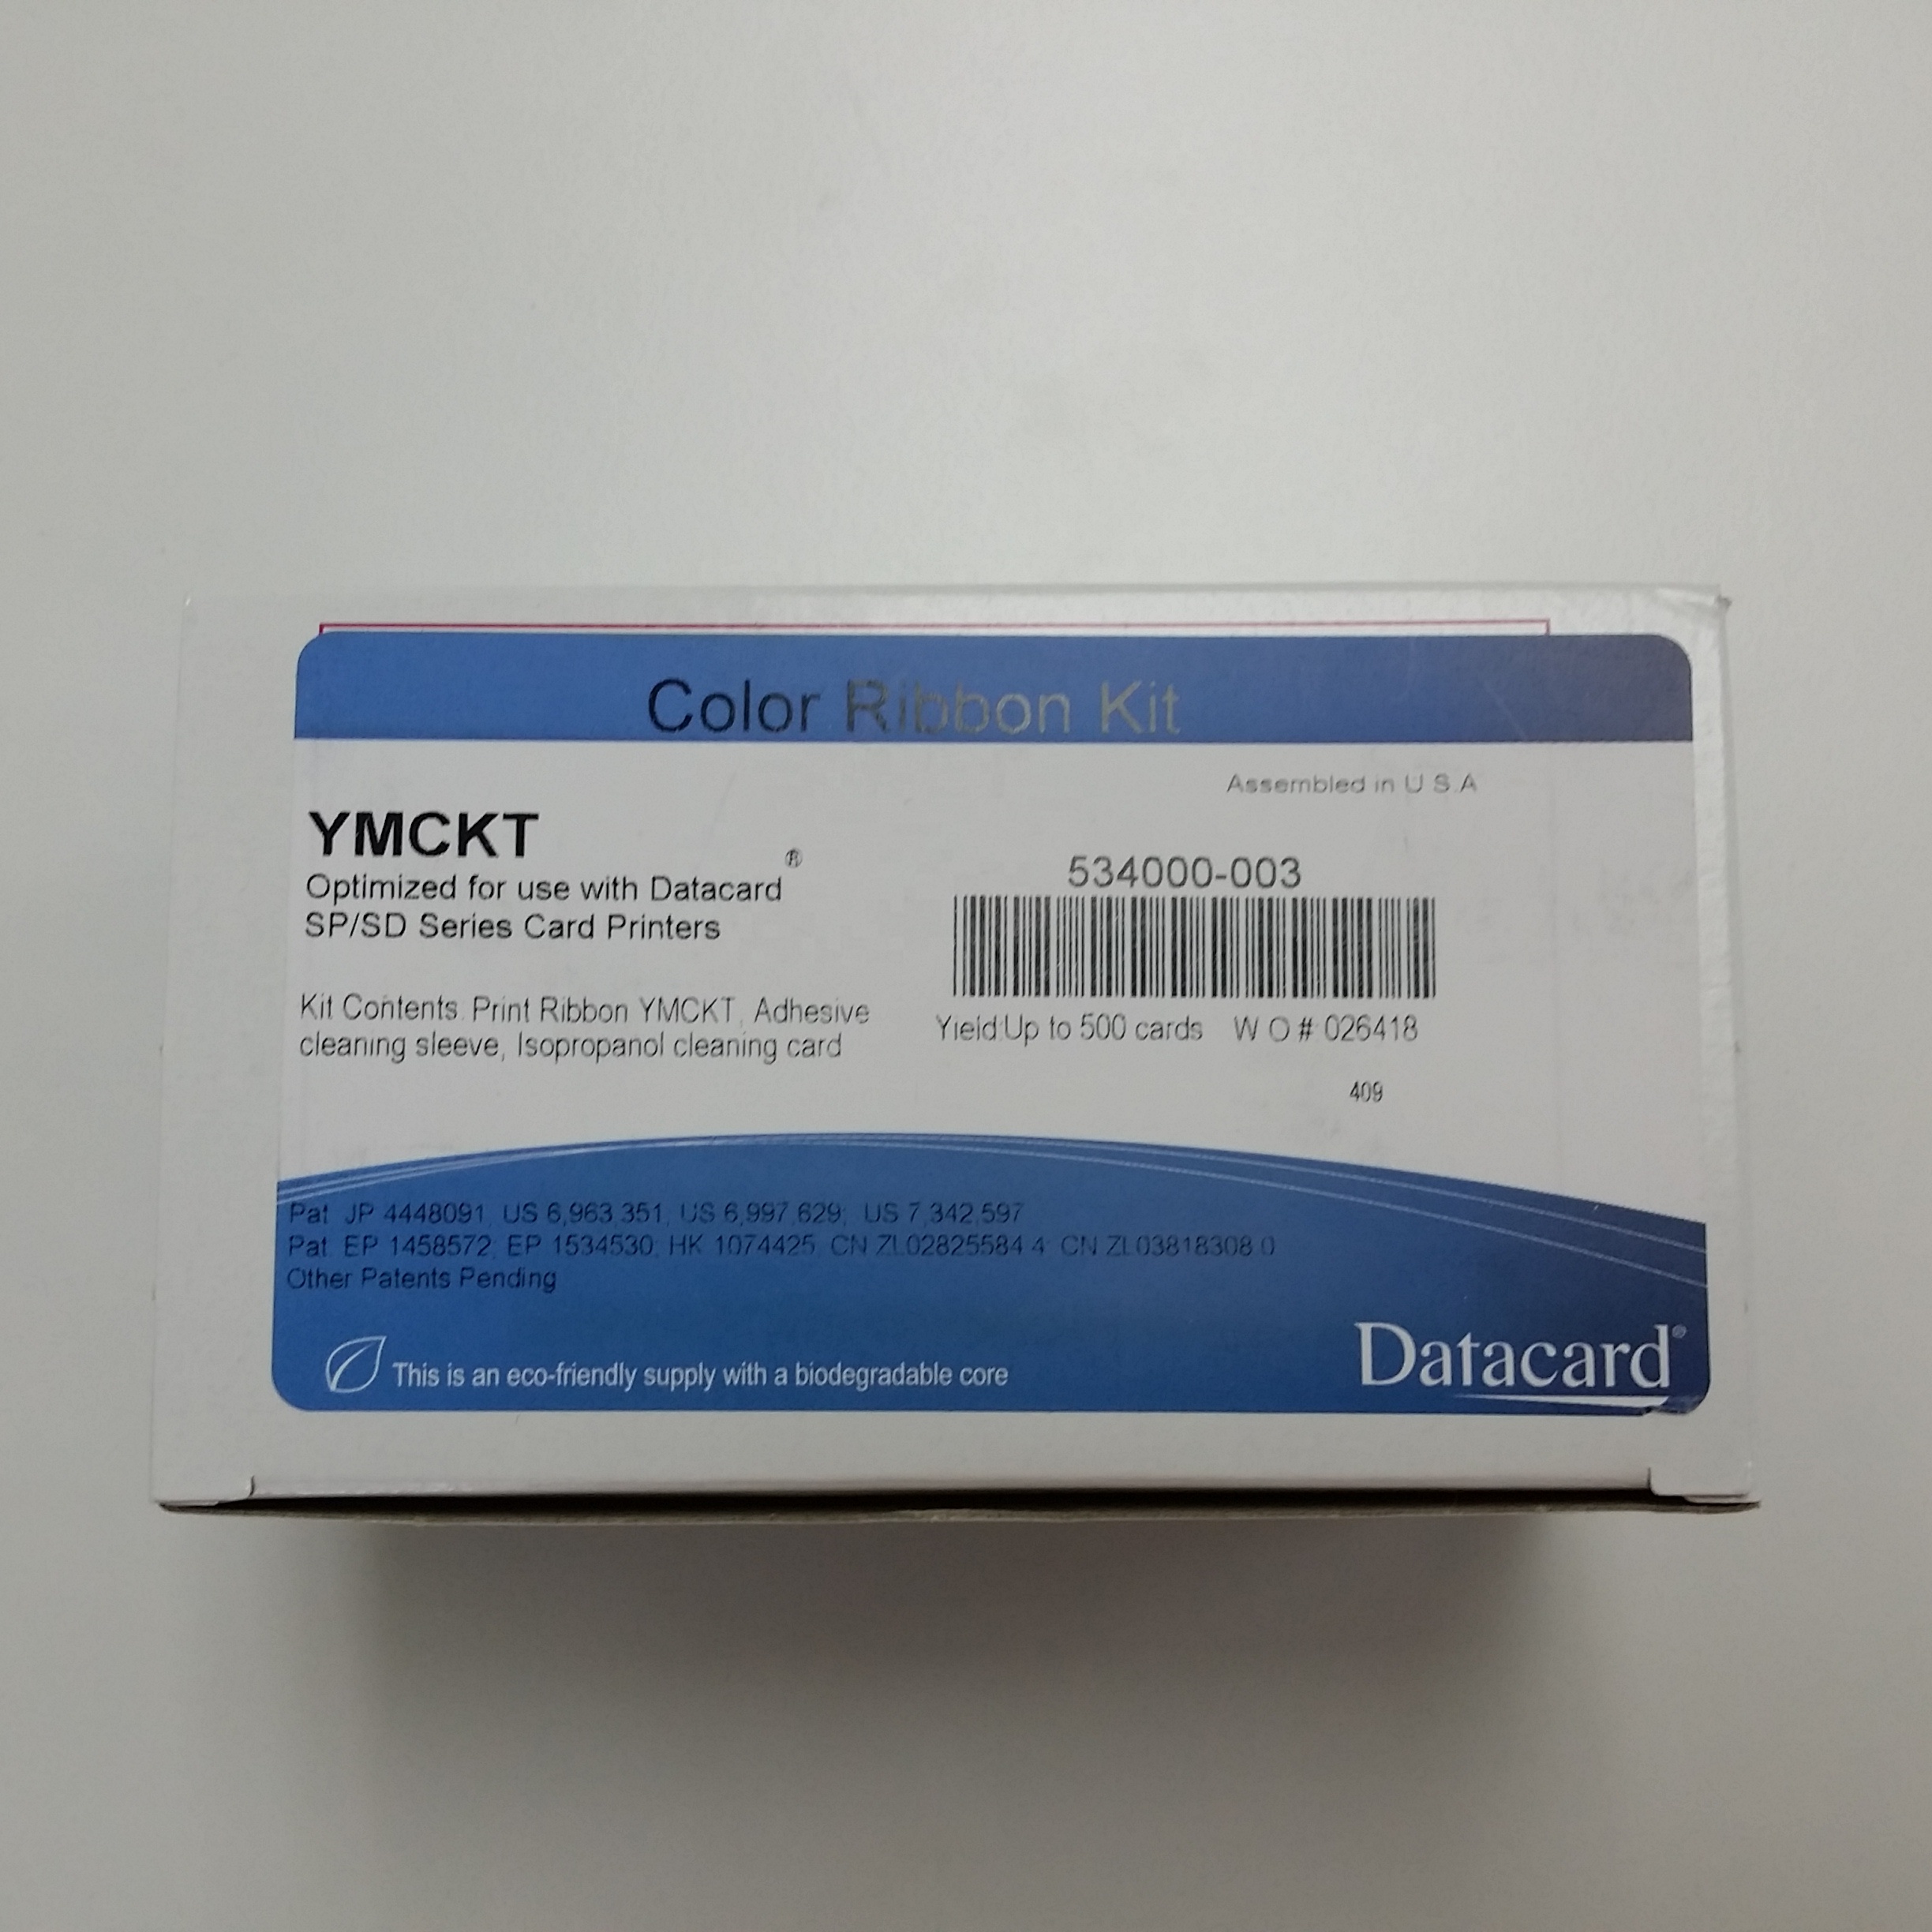 Color Ribbon Kit
Assembled in U S A
YMCKT
Optimized for use with Datacard®
SP/SD Series Card Printers
534000-003
Kit Contents Print Ribbon YMCKT, Adhesive
cleaning sleeve, Isopropanol cleaning card
Yield:Up to 500 cards W O # 026418
409
Pat JP 4448091, US 6,963,351, US 6,997,629; US 7,342,597
Pat EP 1458572, EP 1534530, HK 1074425, CN ZL02825584 4, CN ZL03818308 0
Other Patents Pending
This is an eco-friendly supply with a biodegradable core
Datacard®